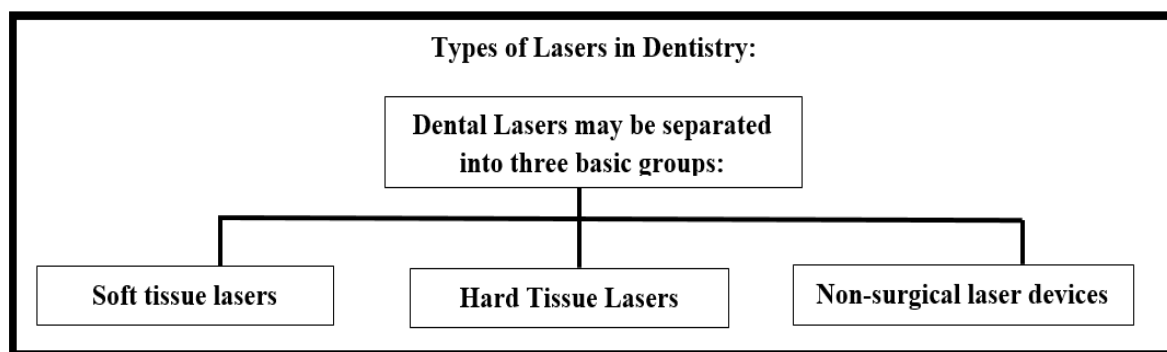 Types of Lasers in Dentistry:
Dental Lasers may be separated
into three basic groups:
Soft tissue lasers
Hard Tissue Lasers
Non-surgical laser devices